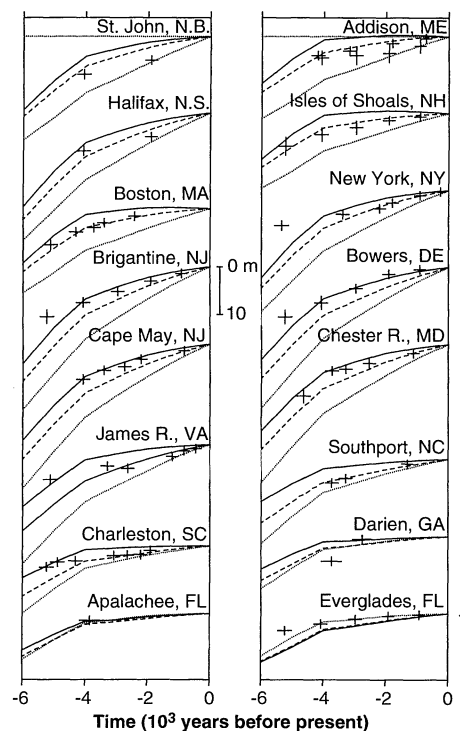 St. John, N.B.
Halifax, N.S.
Boston, MA
Brigantine, NJ
Cape May, NJ
James R., VA
Charleston, SC
Apalachee, FL
0 m
10
Addison, ME
Isles of Shoals, NH
New York, NY
Bowers, DE
Chester R., MD
Southport, NC
Darien, GA
Everglades, FL
-6 -4 -2 0
-6 -4 -2 0
Time (10³ years before present)